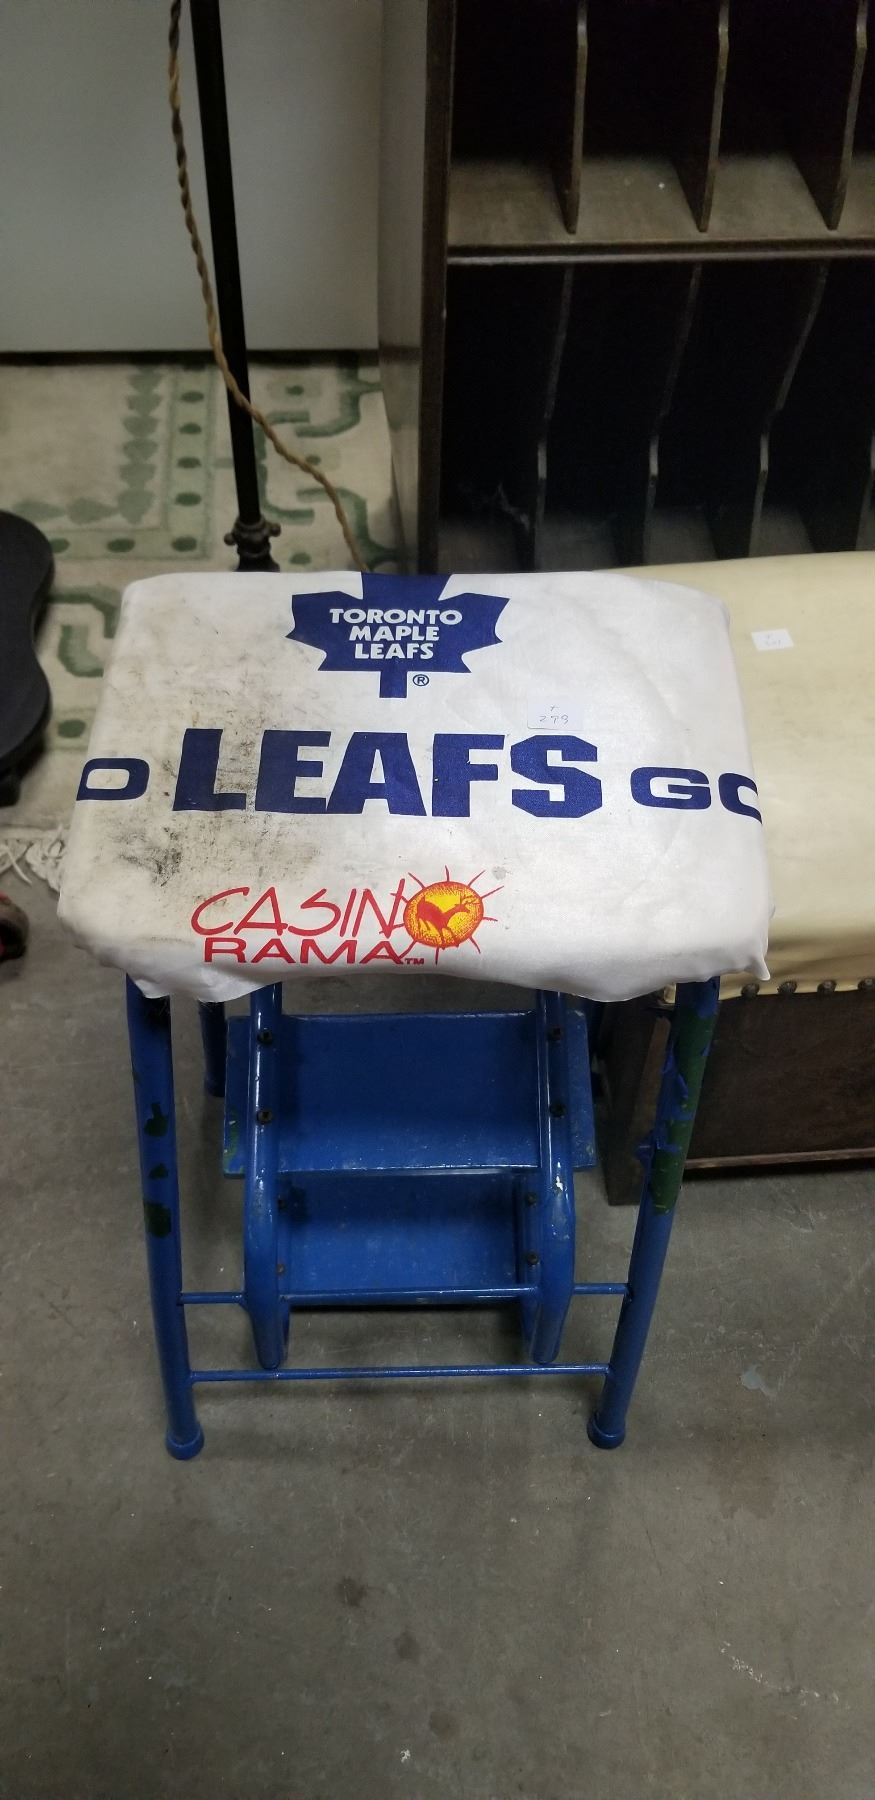 TORONTO
MAPLE
LEAFS
®
O LEAFS GO
CASINO
RAMA™